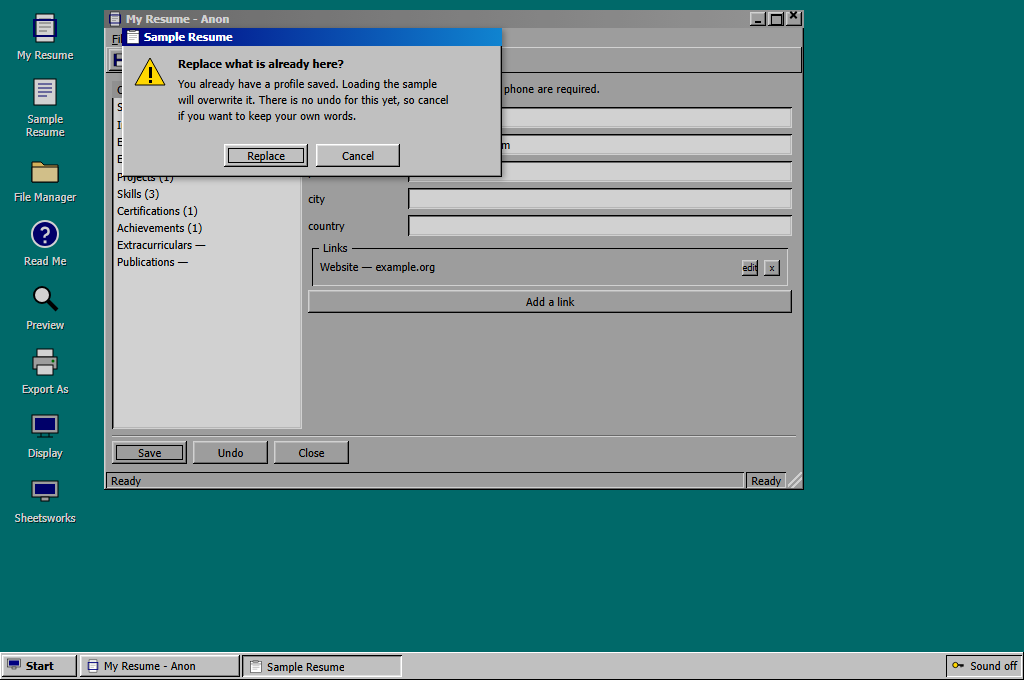 My Resume
Sample
Resume
File Manager
Read Me
Preview
Export As
Display
Sheetsworks
My Resume - Anon
Sample Resume
Replace what is already here?
You already have a profile saved. Loading the sample
will overwrite it. There is no undo for this yet, so cancel
if you want to keep your own words.
Replace
Cancel
phone are required.
Projects (1)
Skills (3)
Certifications (1)
Achievements (1)
Extracurriculars —
Publications —
city
country
Links
Website — example.org
edit
x
Add a link
Save
Undo
Close
Ready
Ready
Start
My Resume - Anon
Sample Resume
Sound off